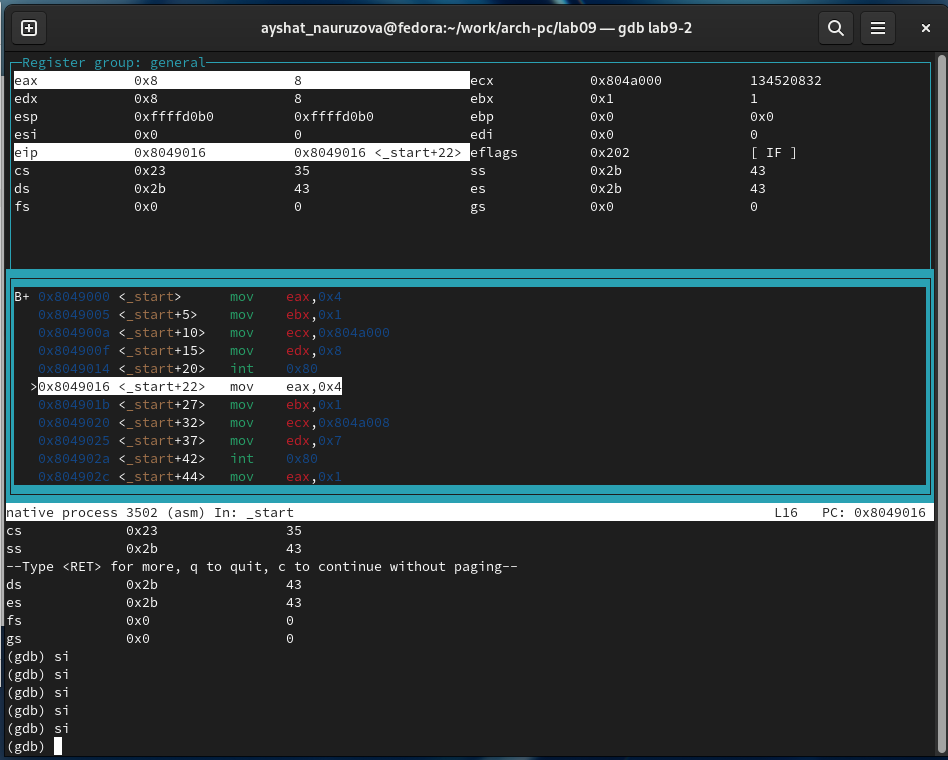 ayshat_nauruzova@fedora:~/work/arch-pc/lab09 — gdb lab9-2
Register group: general
eax 0x8 8 ecx 0x804a000 134520832
edx 0x8 8 ebx 0x1 1
esp 0xffffd0b0 0xffffd0b0 ebp 0x0 0x0
esi 0x0 0 edi 0x0 0
eip 0x8049016 0x8049016 <_start+22> eflags 0x202 [ IF ]
cs 0x23 35 ss 0x2b 43
ds 0x2b 43 es 0x2b 43
fs 0x0 0 gs 0x0 0
B+ 0x8049000 <_start> mov eax,0x4
0x8049005 <_start+5> mov ebx,0x1
0x804900a <_start+10> mov ecx,0x804a000
0x804900f <_start+15> mov edx,0x8
0x8049014 <_start+20> int 0x80
>0x8049016 <_start+22> mov eax,0x4
0x804901b <_start+27> mov ebx,0x1
0x8049020 <_start+32> mov ecx,0x804a008
0x8049025 <_start+37> mov edx,0x7
0x804902a <_start+42> int 0x80
0x804902c <_start+44> mov eax,0x1
native process 3502 (asm) In: _start L16 PC: 0x8049016
cs 0x23 35
ss 0x2b 43
--Type <RET> for more, q to quit, c to continue without paging--
ds 0x2b 43
es 0x2b 43
fs 0x0 0
gs 0x0 0
(gdb) si
(gdb) si
(gdb) si
(gdb) si
(gdb) si
(gdb)